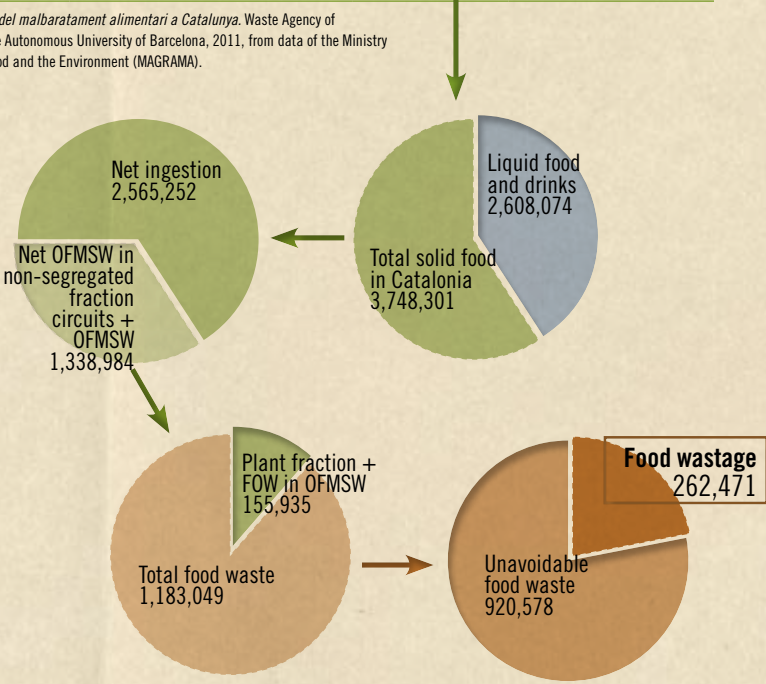 del malbaratament alimentari a Catalunya. Waste Agency of
Autonomous University of Barcelona, 2011, from data of the Ministry
and the Environment (MAGRAMA).
Net ingestion
2,565,252
Liquid food
and drinks
2,608,074
Total solid food
in Catalonia
3,748,301
Net OFMSW in
non-segregated
fraction
circuits +
OFMSW
1,338,984
Plant fraction +
FOW in OFMSW
155,935
Total food waste
1,183,049
Food wastage
262,471
Unavoidable
food waste
920,578